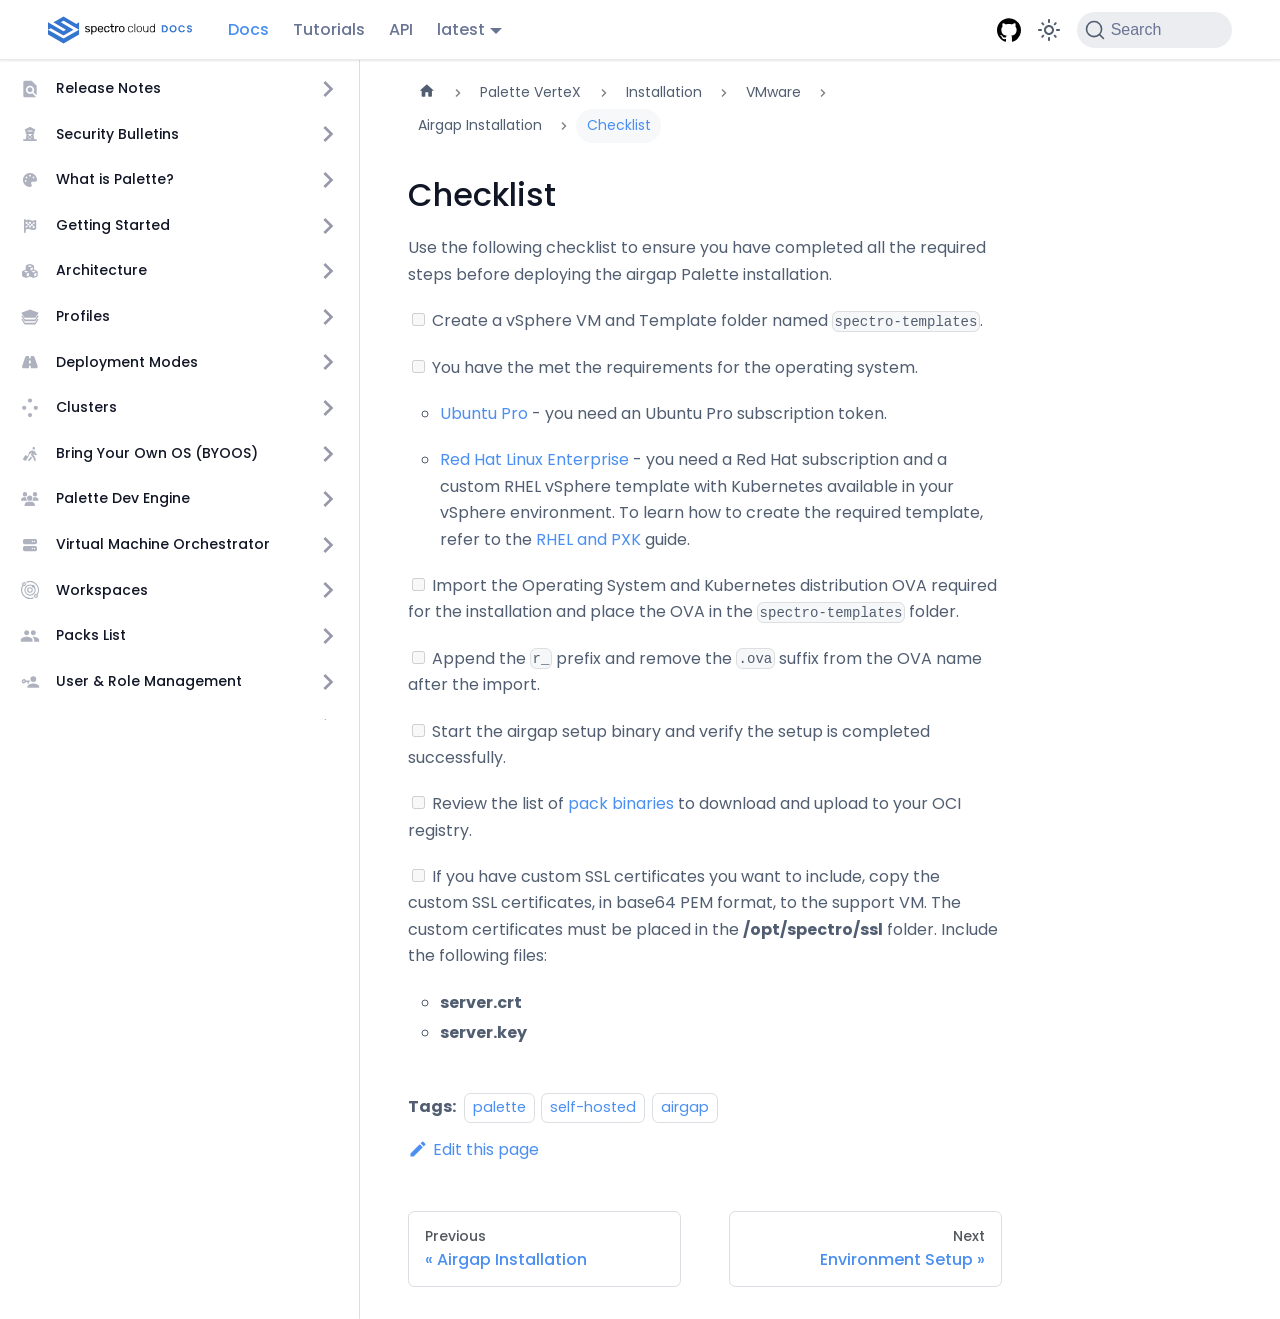 spectro cloud DOCS
Docs Tutorials API latest
Search
Release Notes
Security Bulletins
What is Palette?
Getting Started
Architecture
Profiles
Deployment Modes
Clusters
Bring Your Own OS (BYOOS)
Palette Dev Engine
Virtual Machine Orchestrator
Workspaces
Packs List
User & Role Management
Palette VerteX
Installation
VMware
Airgap Installation
Checklist
Checklist
Use the following checklist to ensure you have completed all the required
steps before deploying the airgap Palette installation.
Create a vSphere VM and Template folder named spectro-templates.
You have the met the requirements for the operating system.
Ubuntu Pro - you need an Ubuntu Pro subscription token.
Red Hat Linux Enterprise - you need a Red Hat subscription and a
custom RHEL vSphere template with Kubernetes available in your
vSphere environment. To learn how to create the required template,
refer to the RHEL and PXK guide.
Import the Operating System and Kubernetes distribution OVA required
for the installation and place the OVA in the spectro-templates folder.
Append the r_ prefix and remove the .ova suffix from the OVA name
after the import.
Start the airgap setup binary and verify the setup is completed
successfully.
Review the list of pack binaries to download and upload to your OCI
registry.
If you have custom SSL certificates you want to include, copy the
custom SSL certificates, in base64 PEM format, to the support VM. The
custom certificates must be placed in the /opt/spectro/ssl folder. Include
the following files:
server.crt
server.key
Tags: palette self-hosted airgap
Edit this page
Previous
« Airgap Installation
Next
Environment Setup »